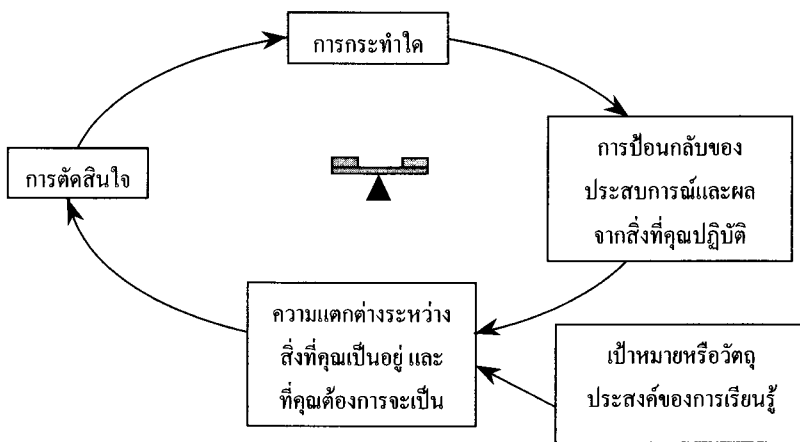 การกระทำใด
การตัดสินใจ
การป้อนกลับของ
ประสบการณ์และผล
จากสิ่งที่คุณปฏิบัติ
ความแตกต่างระหว่าง
สิ่งที่คุณเป็นอยู่ และ
ที่คุณต้องการจะเป็น
เป้าหมายหรือวัตถุ
ประสงค์ของการเรียนรู้